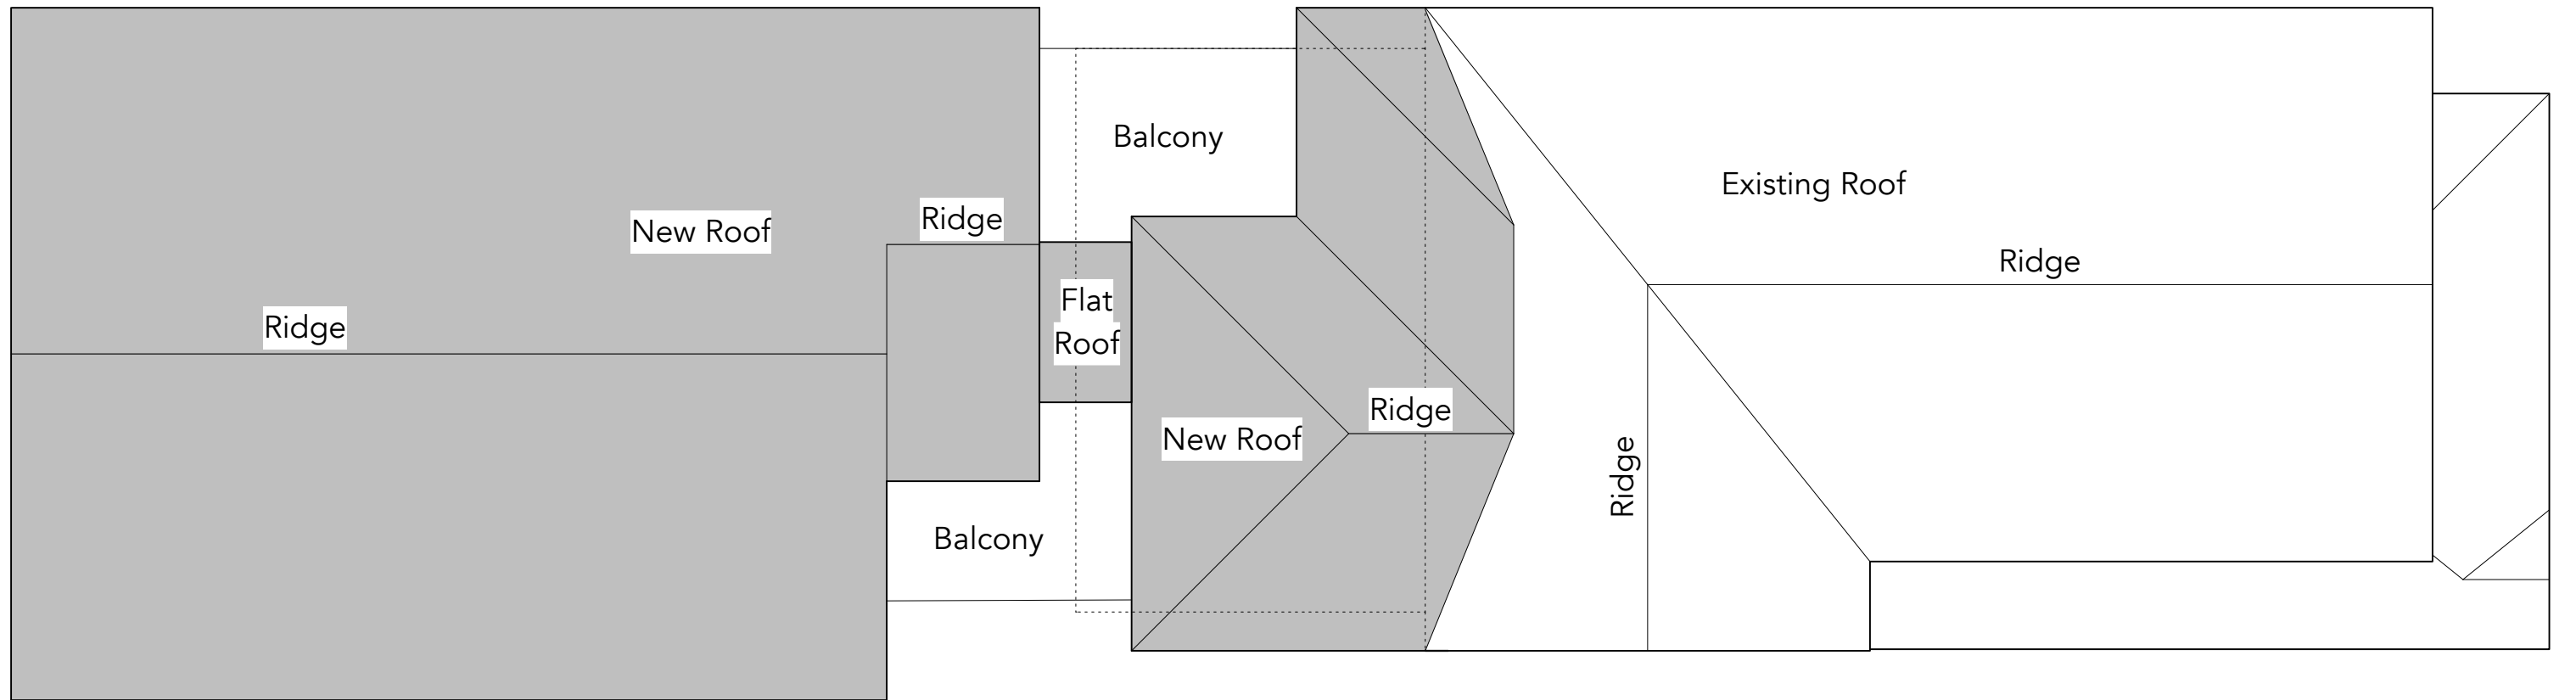 Balcony
Existing Roof
Ridge
New Roof
Ridge
Flat
Roof
Ridge
Ridge
New Roof
Ridge
Balcony